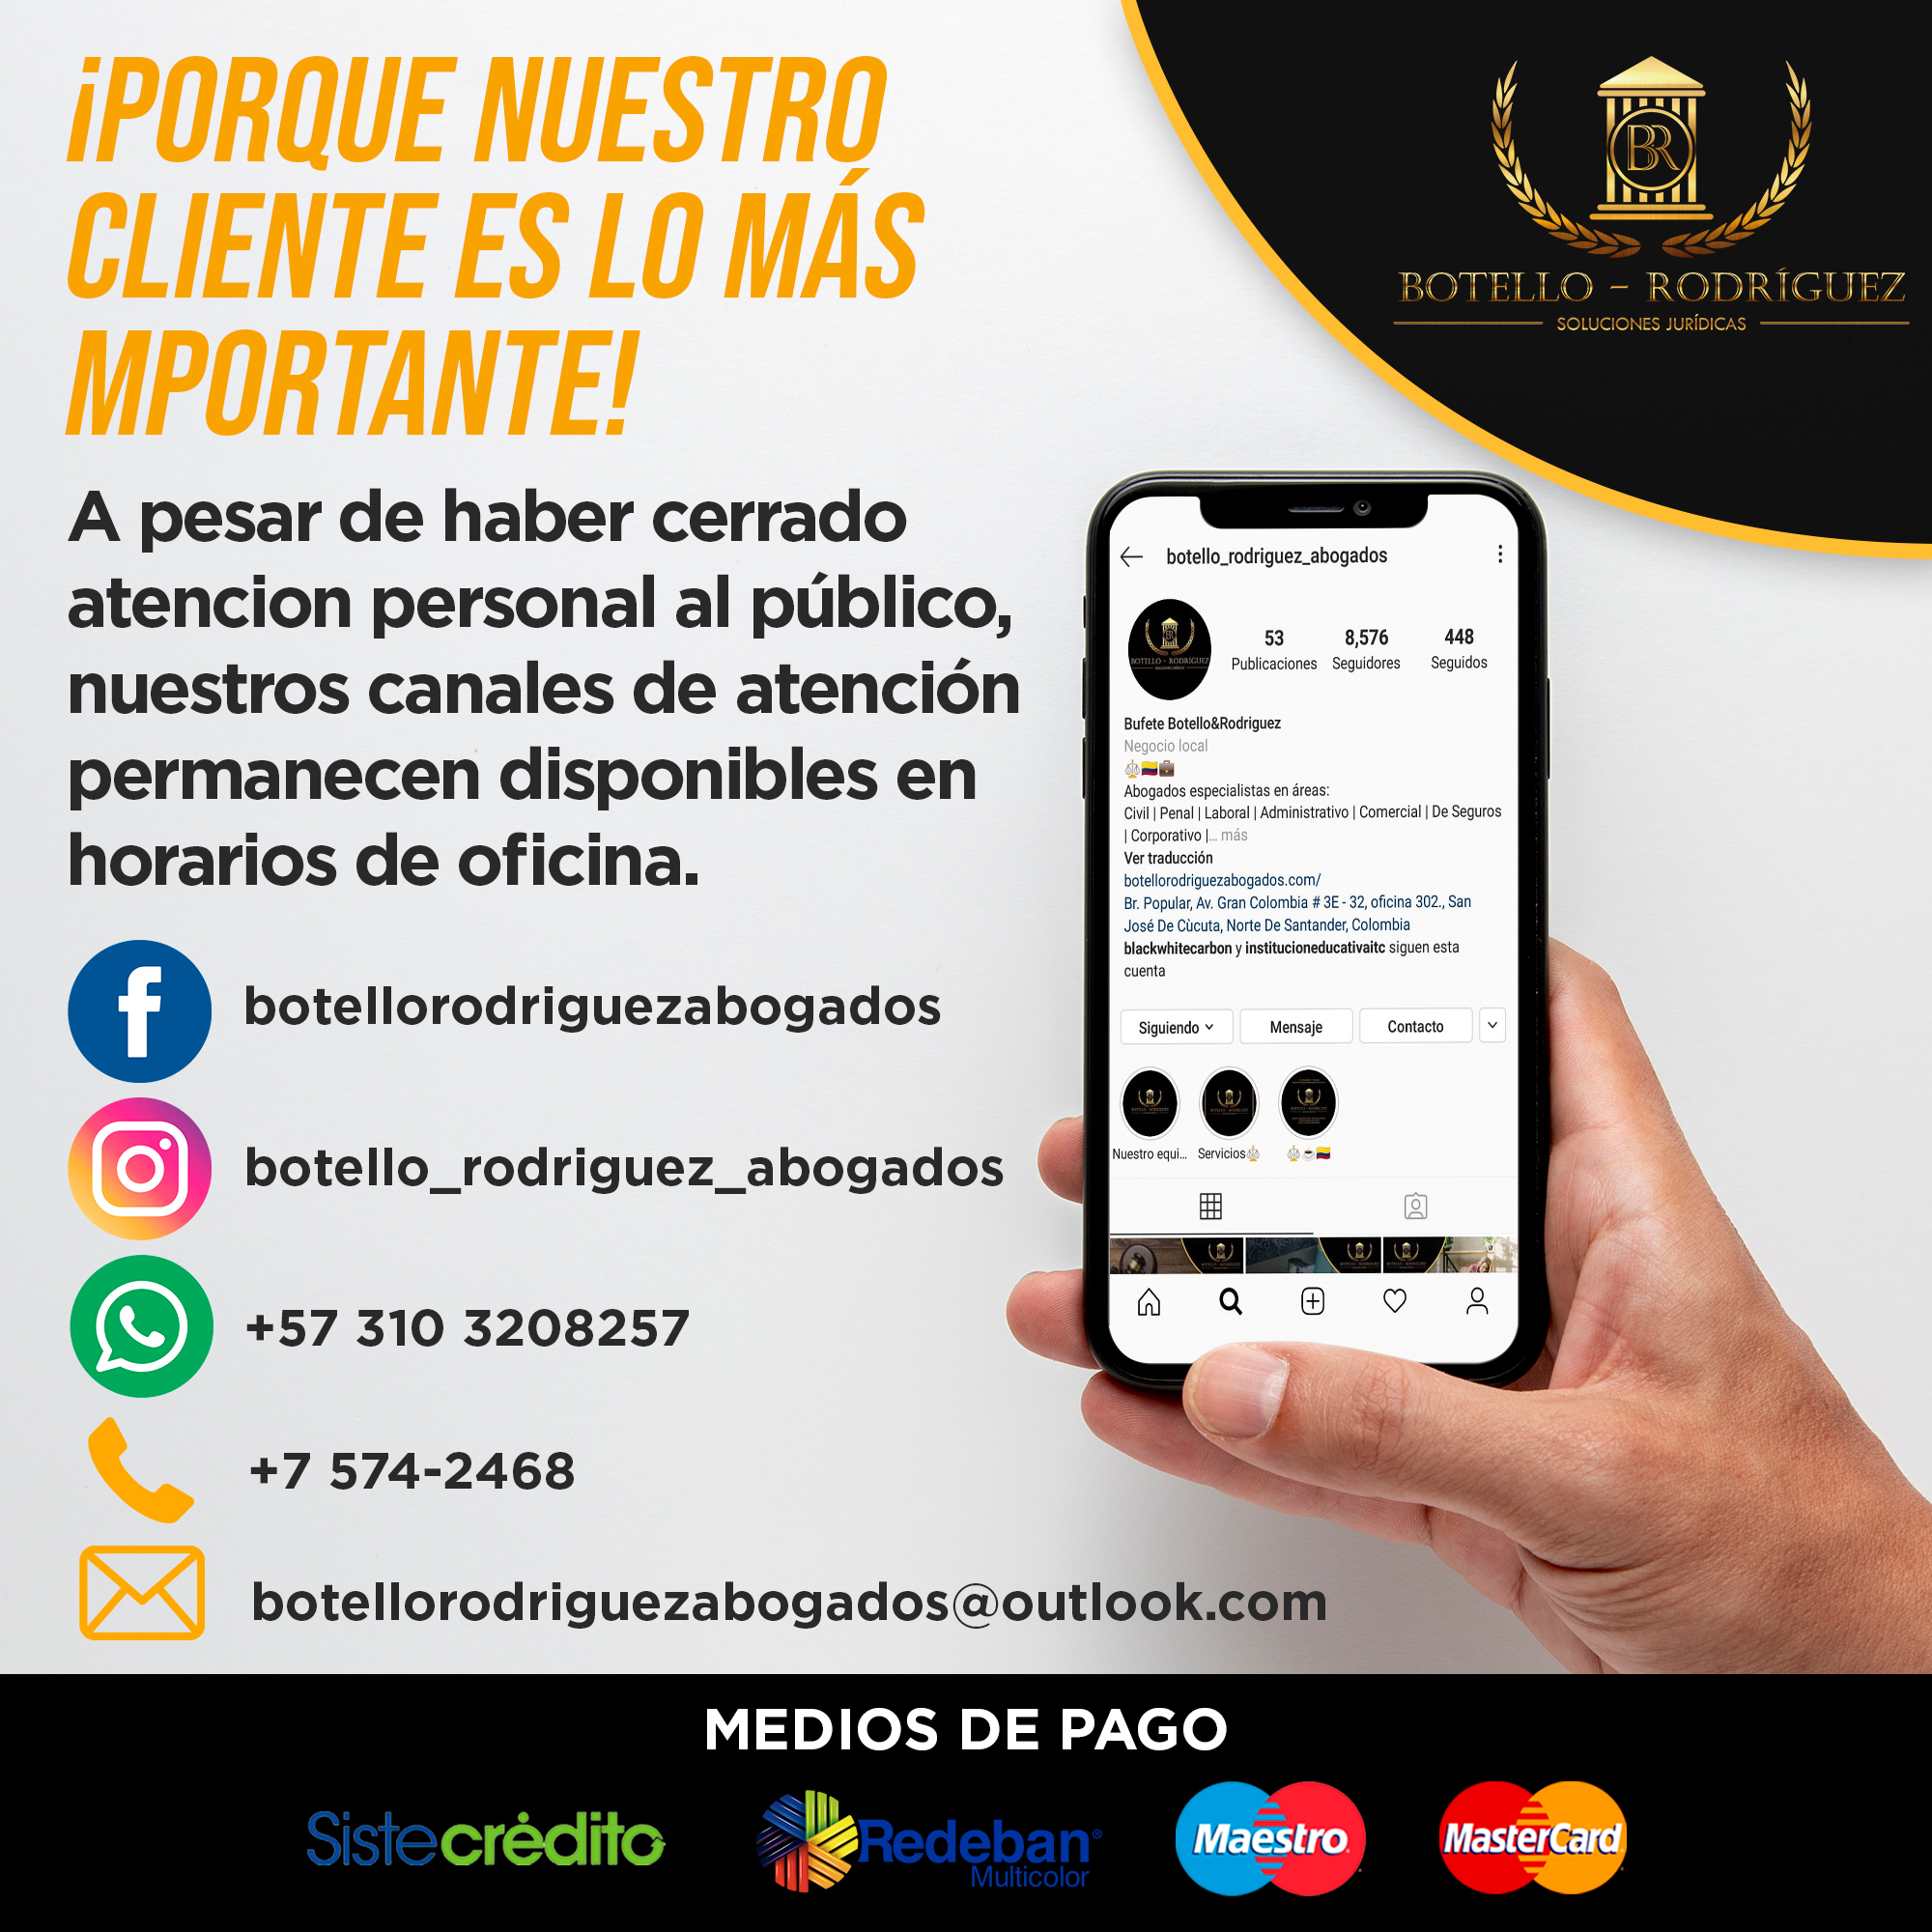 ¡PORQUE NUESTRO
CLIENTE ES LO MÁS
MPORTANTE!
BR
BOTELLO - RODRÍGUEZ
SOLUCIONES JURÍDICAS
A pesar de haber cerrado
atencion personal al público,
nuestros canales de atención
permanecen disponibles en
horarios de oficina.
botellorodriguezabogados
botello_rodriguez_abogados
+57 310 3208257
+7 574-2468
botellorodriguezabogados@outlook.com
botello_rodriguez_abogados
BOTELLO - RODRÍGUEZ
53 8,576 448
Publicaciones Seguidores Seguidos
Bufete Botello&Rodriguez
Negocio local
Abogados especialistas en áreas:
Civil | Penal | Laboral | Administrativo | Comercial | De Seguros
| Corporativo |... más
Ver traducción
botellorodriguezabogados.com/
Br. Popular, Av. Gran Colombia # 3E - 32, oficina 302., San
José De Cùcuta, Norte De Santander, Colombia
blackwhitecarbon y institucioneducativaitc siguen esta
cuenta
Siguiendo Mensaje Contacto
Nuestro equi... Servicios
MEDIOS DE PAGO
Sistecrédito
Redeban®
Multicolor
Maestro
MasterCard